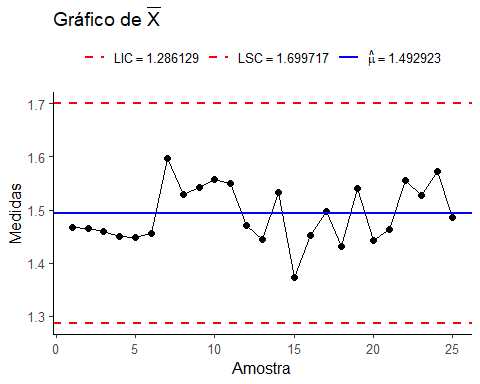 Gráfico de X̅
LIC = 1.286129 LSC = 1.699717 μ̂ = 1.492923
Medidas
1.7
1.6
1.5
1.4
1.3
0 5 10 15 20 25
Amostra